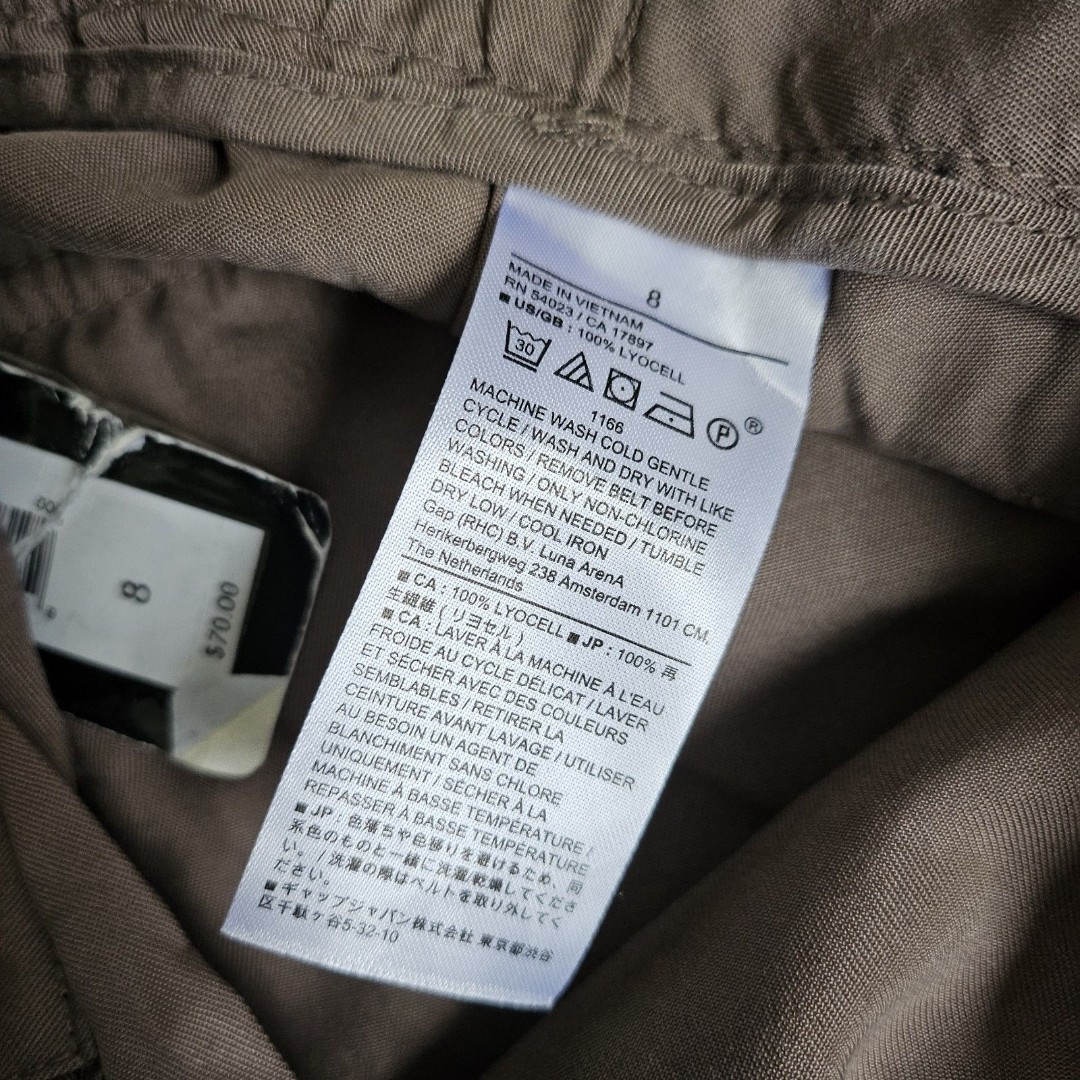 8
MADE IN VIETNAM
RN 54023 / CA 17897
■ US/GB : 100% LYOCELL
30
1166
P
®
MACHINE WASH COLD GENTLE
CYCLE / WASH AND DRY WITH LIKE
COLORS / REMOVE BELT BEFORE
WASHING / ONLY NON-CHLORINE
BLEACH WHEN NEEDED / TUMBLE
DRY LOW / COOL IRON
Gap (RHC) B.V. Luna ArenA
Herikerbergweg 238 Amsterdam 1101 CM.
The Netherlands
■ CA : 100% LYOCELL ■ JP : 100% 再
生繊維 ( リヨセル )
■ CA : LAVER À LA MACHINE À L'EAU
FROIDE AU CYCLE DÉLICAT / LAVER
ET SÉCHER AVEC DES COULEURS
SEMBLABLES / RETIRER LA
CEINTURE AVANT LAVAGE / UTILISER
AU BESOIN UN AGENT DE
BLANCHIMENT SANS CHLORE
UNIQUEMENT / SÉCHER À LA
MACHINE À BASSE TEMPÉRATURE /
REPASSER À BASSE TEMPÉRATURE
■ JP : 色落ちや色移りを避けるため、同
系色のものと一緒に洗濯/乾燥してくださ
い。 / 洗濯の際はベルトを取り外してく
ださい。
■ ギャップジャパン株式会社 東京都渋谷
区千駄ヶ谷5-32-10
8
$70.00